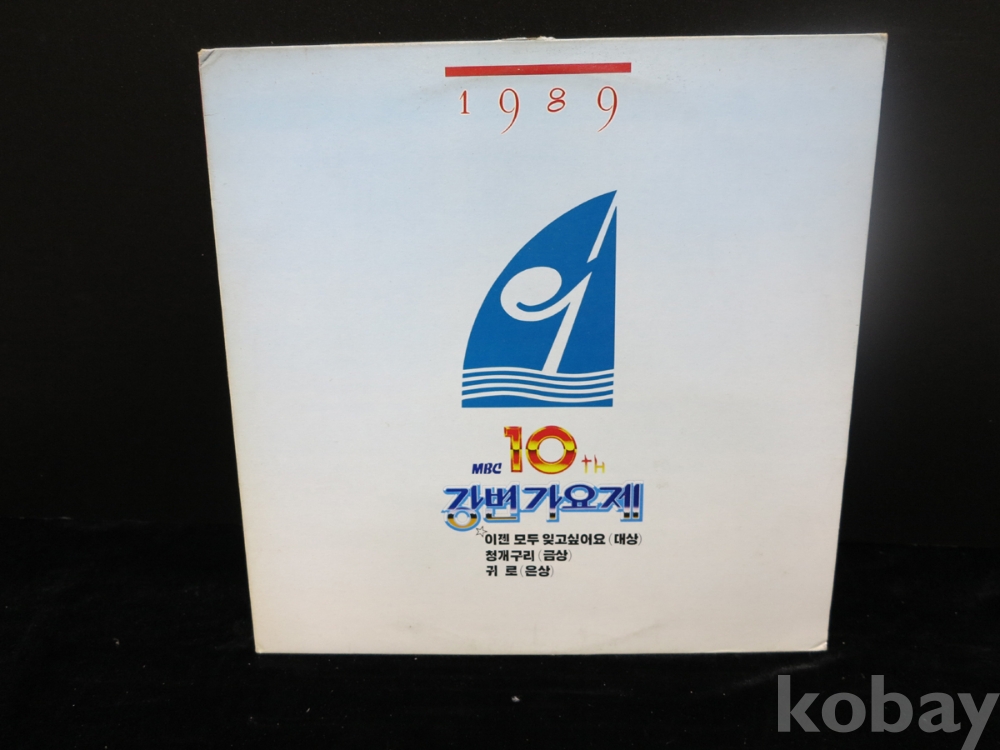 1989
MBC 10TH
강변가요제
☆이젠 모두 잊고싶어요 (대상)
청개구리 (금상)
귀 로 (은상)
kobay